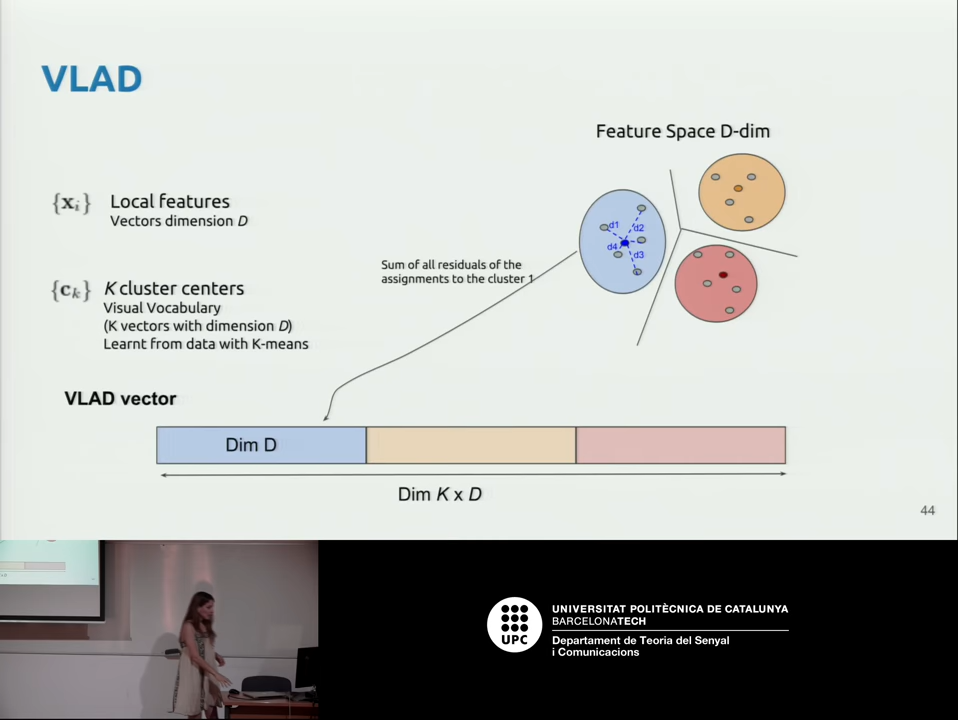 VLAD
Feature Space D-dim
{x_i} Local features
Vectors dimension D
d1
d2
d4
d3
Sum of all residuals of the
assignments to the cluster 1
{c_k} K cluster centers
Visual Vocabulary
(K vectors with dimension D)
Learnt from data with K-means
VLAD vector
Dim D
Dim K x D
44
UPC
UNIVERSITAT POLITÈCNICA DE CATALUNYA
BARCELONATECH
Departament de Teoria del Senyal
i Comunicacions